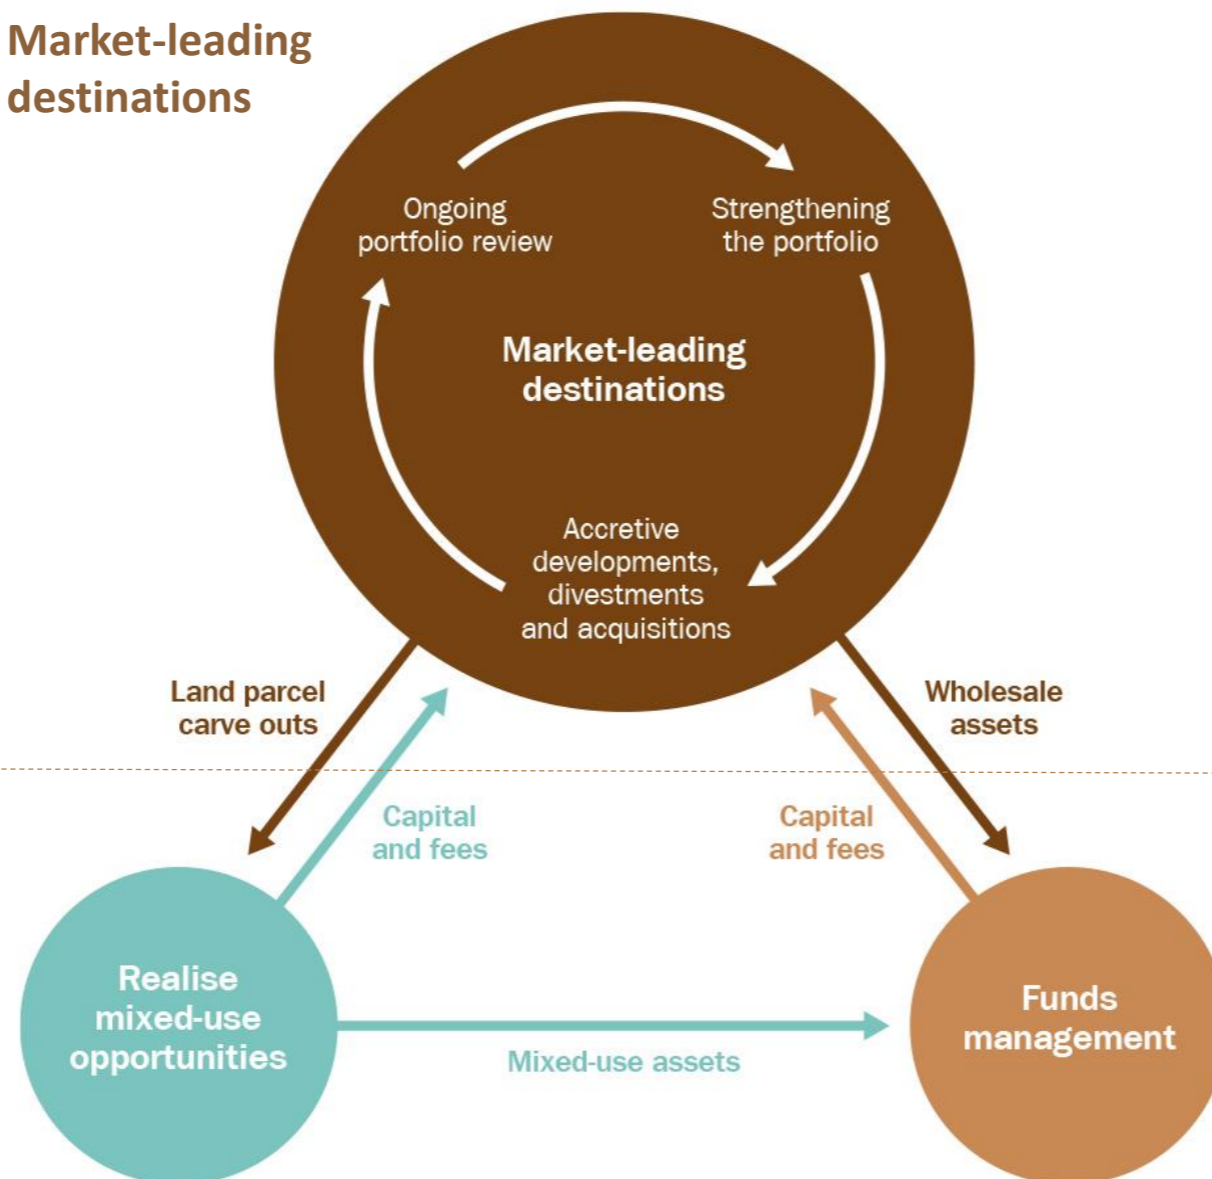 Market-leading
destinations
Ongoing
portfolio review
Strengthening
the portfolio
Market-leading
destinations
Accretive
developments,
divestments
and acquisitions
Land parcel
carve outs
Wholesale
assets
Capital
and fees
Capital
and fees
Realise
mixed-use
opportunities
Funds
management
Mixed-use assets